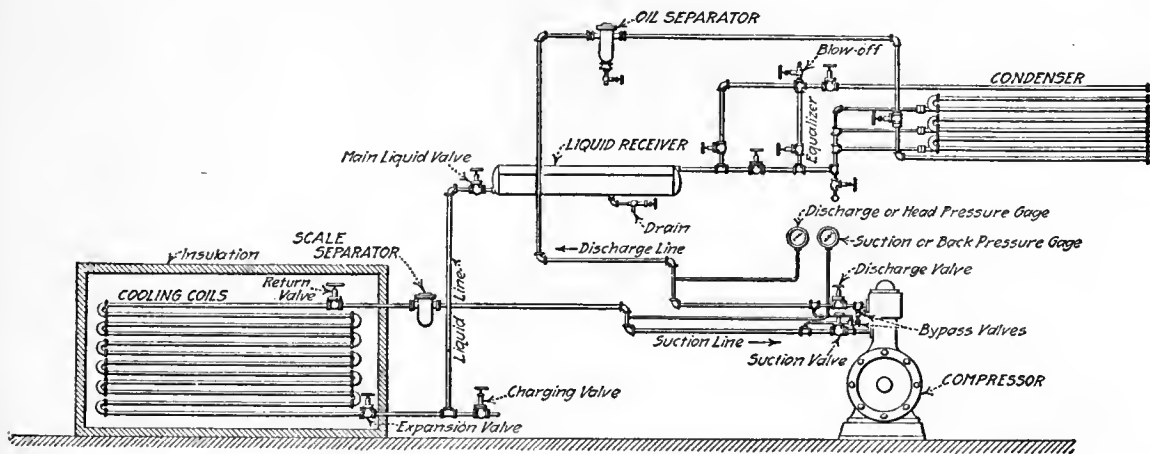 OIL SEPARATOR
Blow-off
CONDENSER
Equalizer
LIQUID RECEIVER
Main Liquid Valve
Drain
Discharge or Head Pressure Gage
Suction or Back Pressure Gage
SCALE
SEPARATOR
Discharge Line
Insulation
Discharge Valve
Return
Valve
COOLING COILS
Liquid Line
Bypass Valves
Suction Line
Suction Valve
COMPRESSOR
Charging Valve
Expansion Valve